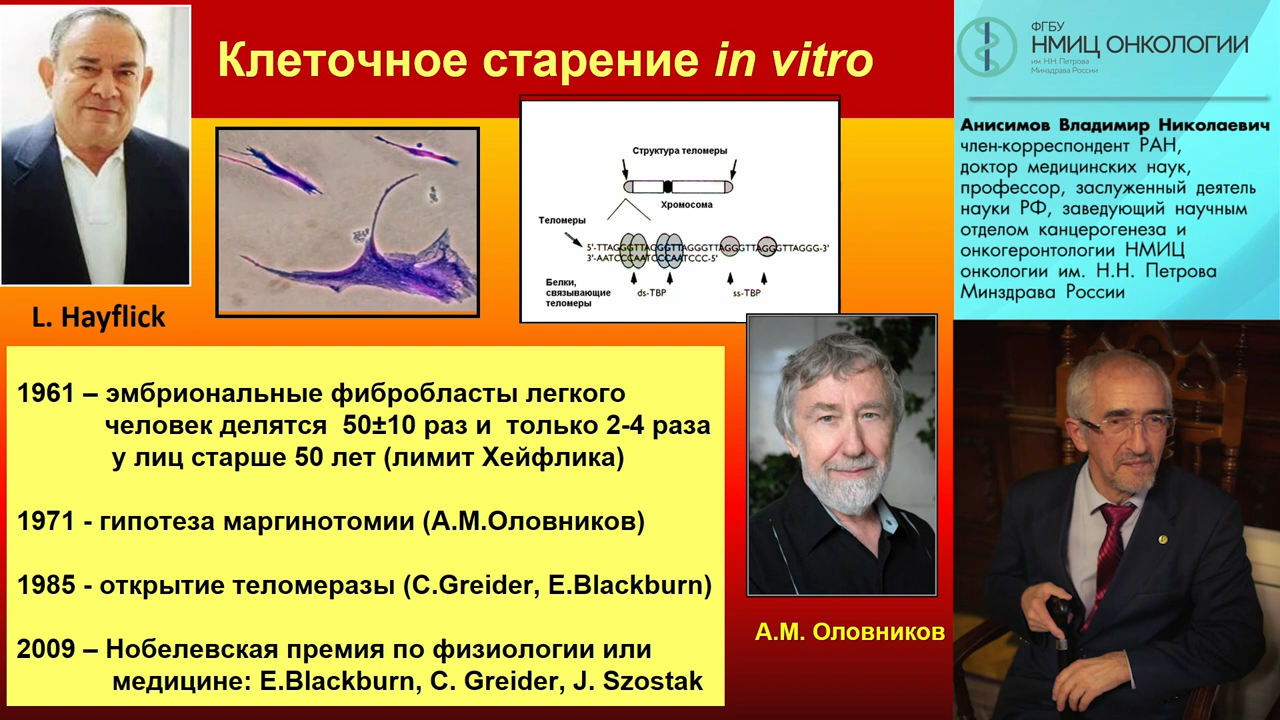 Клеточное старение in vitro
L. Hayflick
Структура теломеры
Хромосома
Теломеры
5'-TTAGGGTTAGGGTTAGGGTTAGGGTTAGGG-3'
3'-AATCCCAATCCCAATCCC-5'
Белки,
связывающие
теломеры
ds-TBP
ss-TBP
1961 – эмбриональные фибробласты легкого
человек делятся 50±10 раз и только 2-4 раза
у лиц старше 50 лет (лимит Хейфлика)
1971 - гипотеза маргинотомии (А.М.Оловников)
1985 - открытие теломеразы (C.Greider, E.Blackburn)
2009 – Нобелевская премия по физиологии или
медицине: E.Blackburn, C. Greider, J. Szostak
А.М. Оловников
ФГБУ
НМИЦ ОНКОЛОГИИ
им. Н.Н. Петрова
Минздрава России
Анисимов Владимир Николаевич
член-корреспондент РАН,
доктор медицинских наук,
профессор, заслуженный деятель
науки РФ, заведующий научным
отделом канцерогенеза и
онкогеронтологии НМИЦ
онкологии им. Н.Н. Петрова
Минздрава России